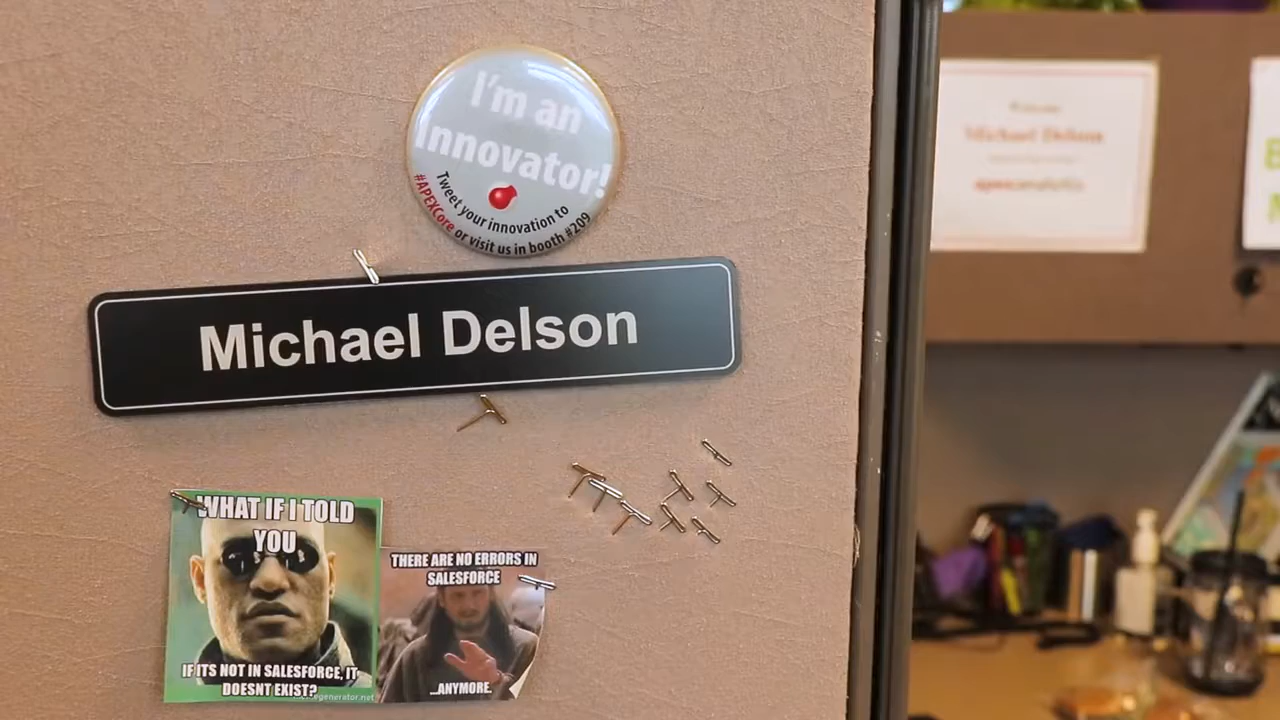 I'm an
Innovator!
Tweet your innovation to
#APEXCore or visit us in booth #209
Michael Delson
Michael Delson
WHAT IF I TOLD
YOU
IF ITS NOT IN SALESFORCE, IT
DOESNT EXIST?
THERE ARE NO ERRORS IN
SALESFORCE
...ANYMORE.